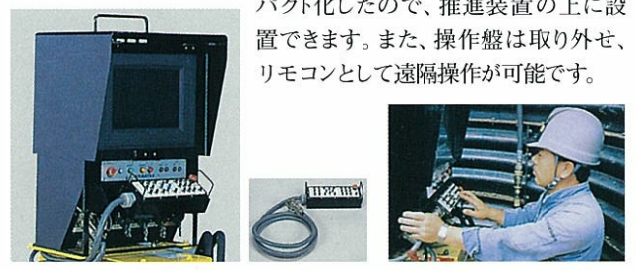 パクト化したので、推進装置の上に設
置できます。また、操作盤は取り外せ、
リモコンとして遠隔操作が可能です。